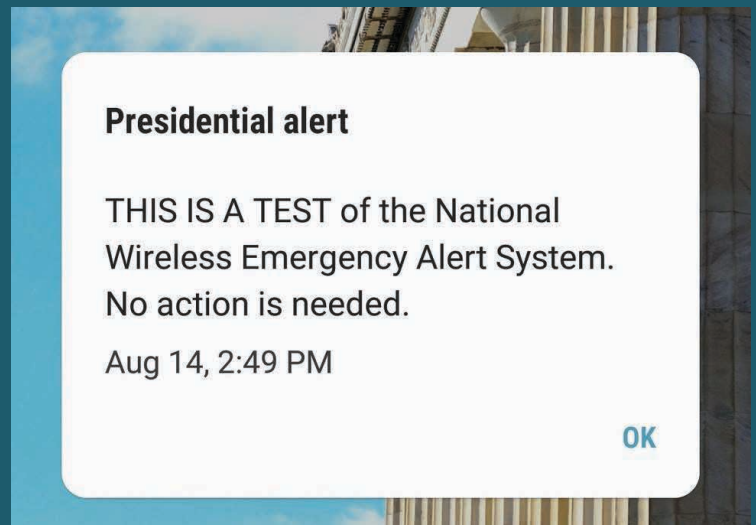 Presidential alert
THIS IS A TEST of the National
Wireless Emergency Alert System.
No action is needed.
Aug 14, 2:49 PM
OK